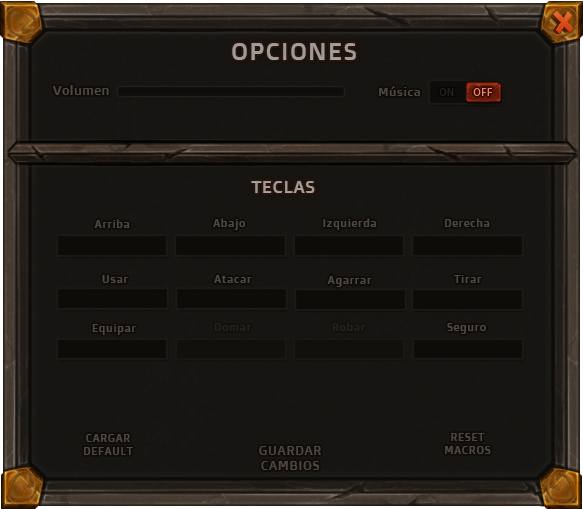 OPCIONES
Volumen
Música ON OFF
TECLAS
Arriba Abajo Izquierda Derecha
Usar Atacar Agarrar Tirar
Equipar Domar Robar Seguro
CARGAR
DEFAULT
GUARDAR
CAMBIOS
RESET
MACROS